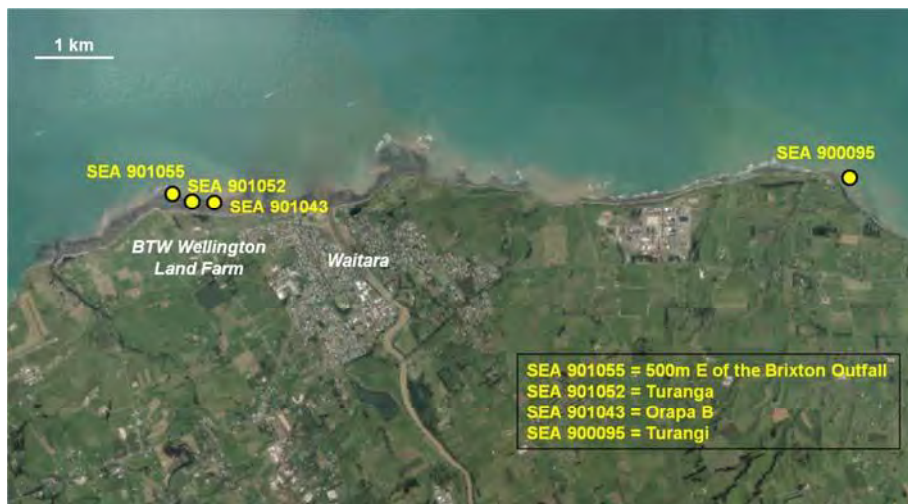 1 km
SEA 900095
SEA 901055
SEA 901052
SEA 901043
BTW Wellington
Land Farm
Waitara
SEA 901055 = 500m E of the Brixton Outfall
SEA 901052 = Turanga
SEA 901043 = Orapa B
SEA 900095 = Turangi